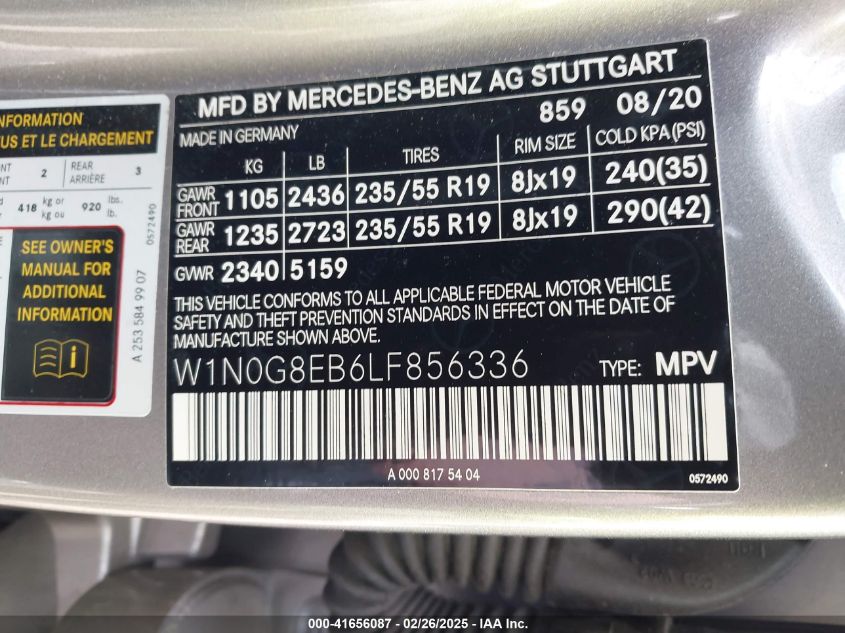 INFORMATION
US ET LE CHARGEMENT
2 REAR ARRIÈRE 3
418 kg or kg ou 920 lbs. lb.
0572490
SEE OWNER'S
MANUAL FOR
ADDITIONAL
INFORMATION
A 253 584 99 07
MFD BY MERCEDES-BENZ AG STUTTGART
859 08/20
MADE IN GERMANY
KG LB TIRES RIM SIZE COLD KPA(PSI)
GAWR FRONT 1105 2436 235/55 R19 8Jx19 240(35)
GAWR REAR 1235 2723 235/55 R19 8Jx19 290(42)
GWR 2340 5159
THIS VEHICLE CONFORMS TO ALL APPLICABLE FEDERAL MOTOR VEHICLE
SAFETY AND THEFT PREVENTION STANDARDS IN EFFECT ON THE DATE OF
MANUFACTURE SHOWN ABOVE.
W1N0G8EB6LF856336 TYPE: MPV
A 000 817 54 04
0572490
000-41656087 - 02/26/2025 - IAA Inc.